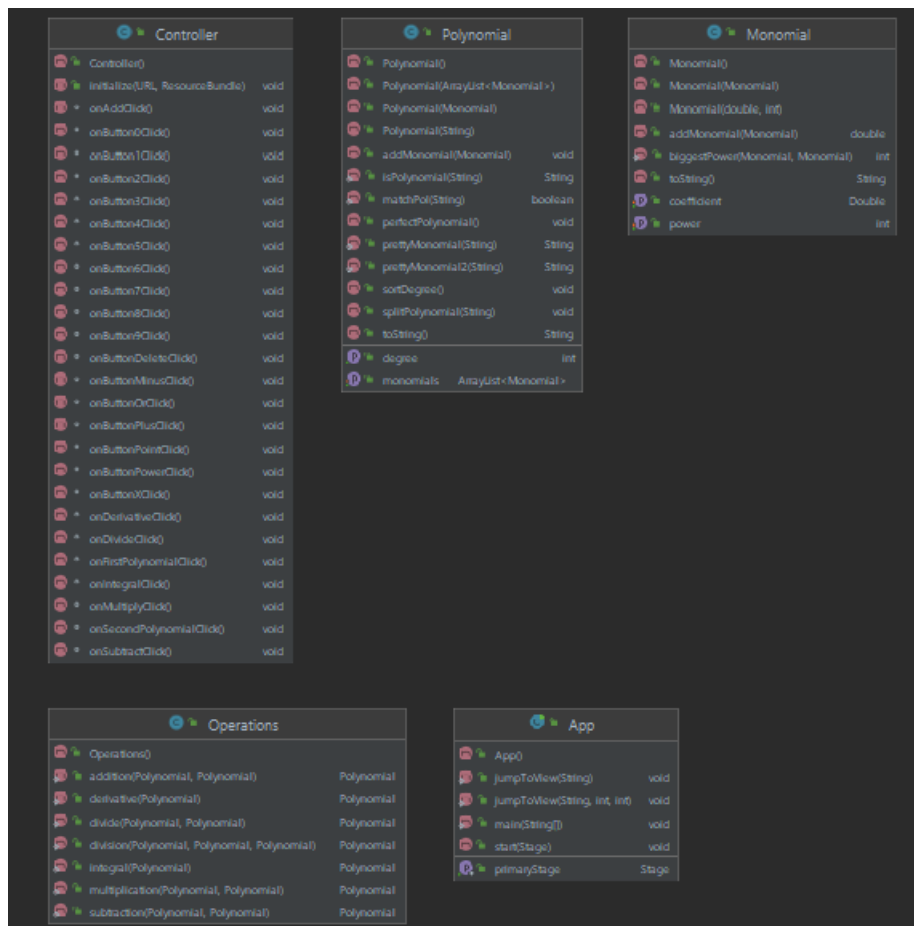 Controller
Controller()
initialize(URL, ResourceBundle) void
onAddClick() void
onButton0Click() void
onButton1Click() void
onButton2Click() void
onButton3Click() void
onButton4Click() void
onButton5Click() void
onButton6Click() void
onButton7Click() void
onButton8Click() void
onButton9Click() void
onButtonDeleteClick() void
onButtonMinusClick() void
onButtonOrClick() void
onButtonPlusClick() void
onButtonPointClick() void
onButtonPowerClick() void
onButtonXClick() void
onDerivativeClick() void
onDivideClick() void
onFirstPolynomialClick() void
onIntegralClick() void
onMultiplyClick() void
onSecondPolynomialClick() void
onSubtractClick() void
Polynomial
Polynomial()
Polynomial(ArrayList<Monomial>)
Polynomial(Monomial)
Polynomial(String)
addMonomial(Monomial) void
isPolynomial(String) String
matchPol(String) boolean
perfectPolynomial() void
prettyMonomial(String) String
prettyMonomial2(String) String
sortDegree() void
splitPolynomial(String) void
toString() String
degree int
monomials ArrayList<Monomial>
Monomial
Monomial()
Monomial(Monomial)
Monomial(double, int)
addMonomial(Monomial) double
biggestPower(Monomial, Monomial) int
toString() String
coefficient Double
power int
Operations
Operations()
addition(Polynomial, Polynomial) Polynomial
derivative(Polynomial) Polynomial
divide(Polynomial, Polynomial) Polynomial
division(Polynomial, Polynomial, Polynomial) Polynomial
integral(Polynomial) Polynomial
multiplication(Polynomial, Polynomial) Polynomial
subtraction(Polynomial, Polynomial) Polynomial
App
App()
jumpToView(String) void
jumpToView(String, int, int) void
main(String[]) void
start(Stage) void
primaryStage Stage